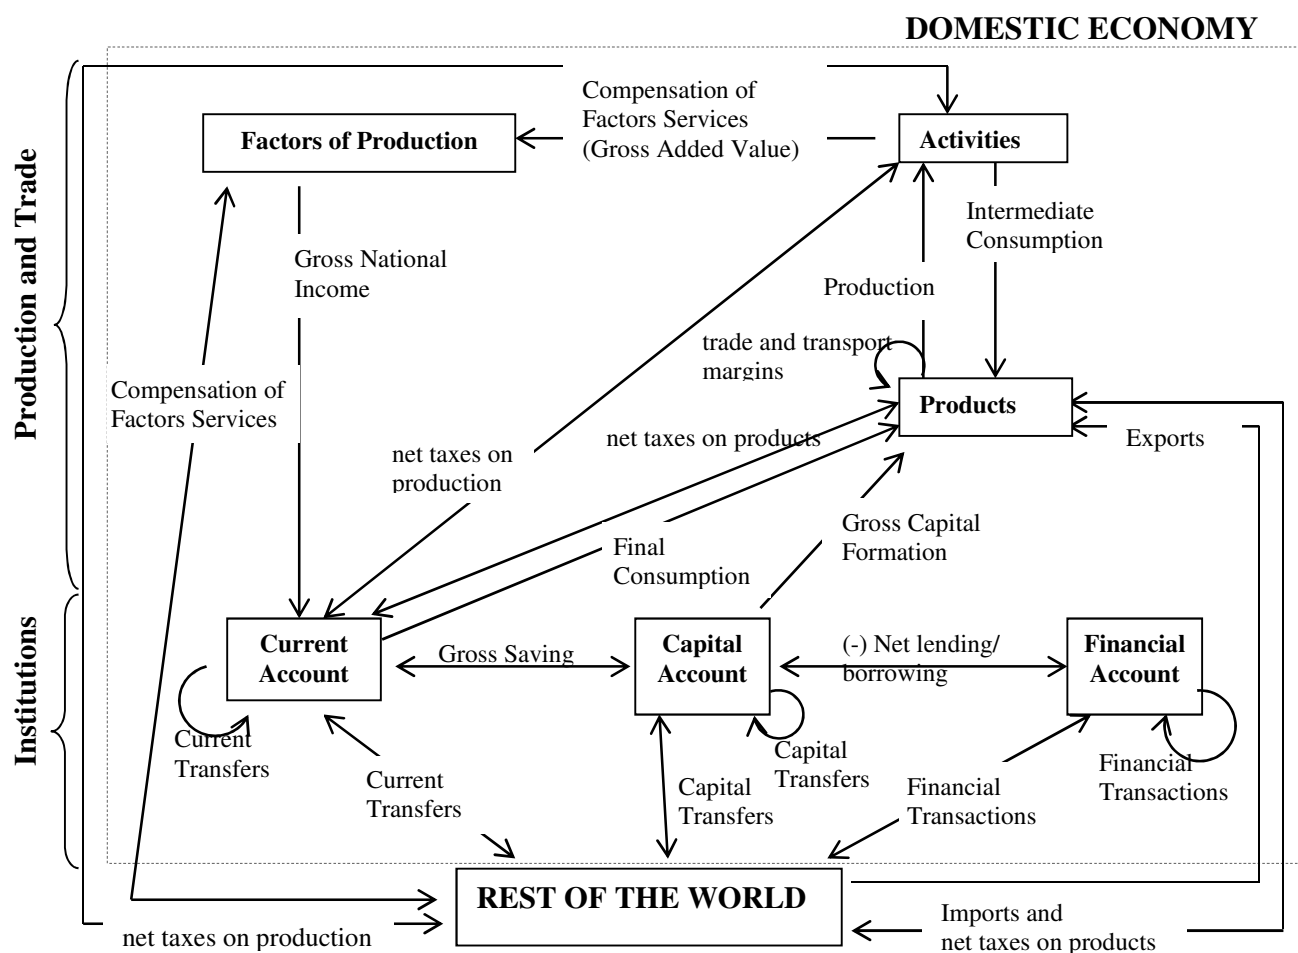 DOMESTIC ECONOMY
Production and Trade
Compensation of
Factors Services
(Gross Added Value)
Factors of Production
Activities
Intermediate
Consumption
Gross National
Income
Production
trade and transport
margins
Compensation of
Factors Services
Products
net taxes on products
Exports
net taxes on
production
Gross Capital
Formation
Final
Consumption
Institutions
Current
Account
Capital
Account
Financial
Account
Gross Saving
(-) Net lending/
borrowing
Current
Transfers
Current
Transfers
Capital
Transfers
Capital
Transfers
Financial
Transactions
Financial
Transactions
REST OF THE WORLD
net taxes on production
Imports and
net taxes on products